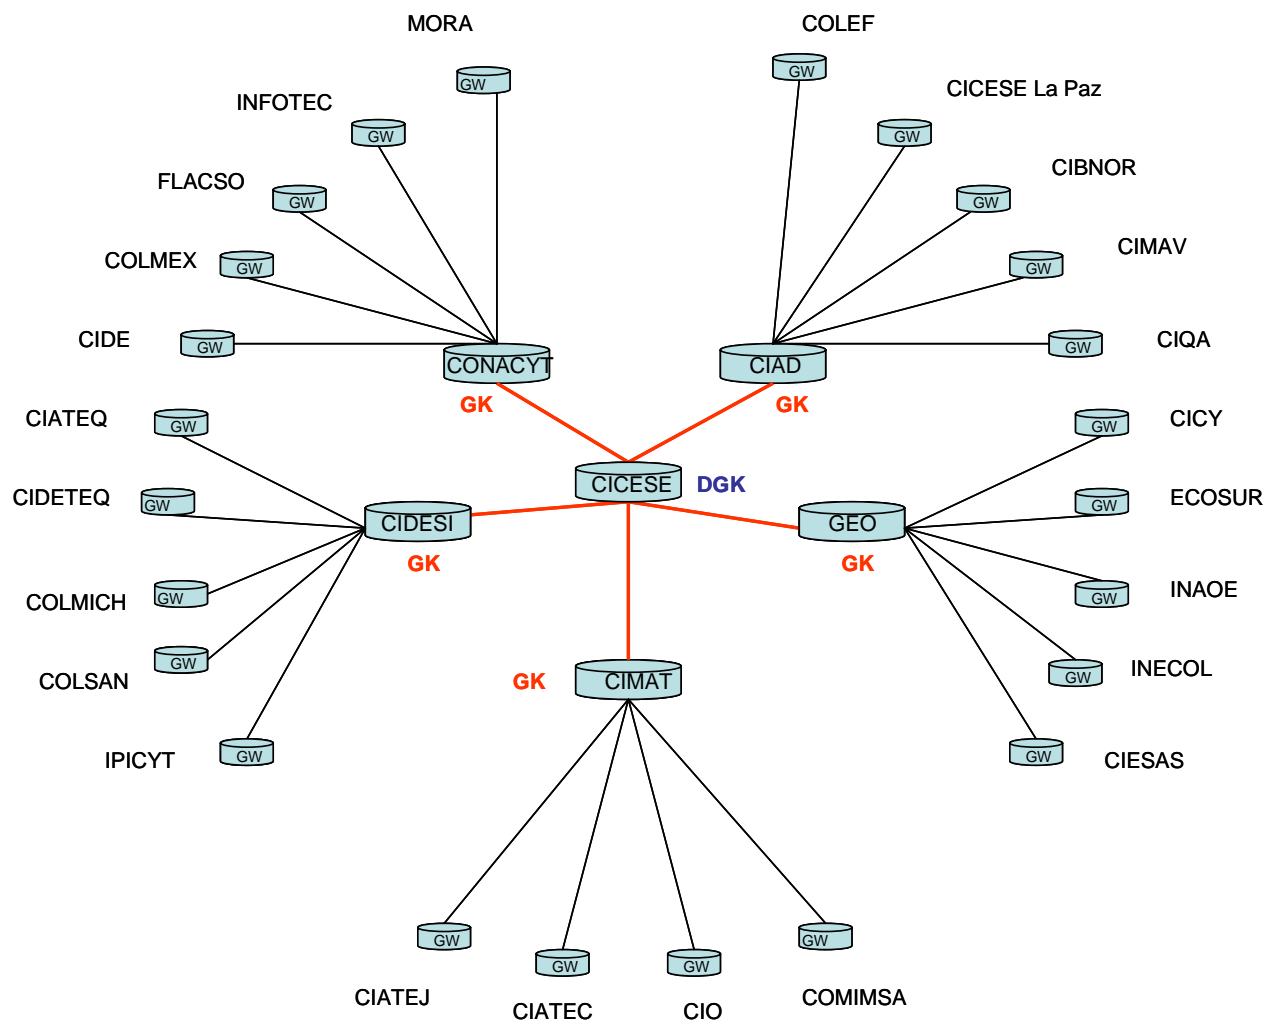 MORA
COLEF
GW
GW
INFOTEC
CICESE La Paz
GW
GW
FLACSO
CIBNOR
GW
GW
COLMEX
CIMAV
GW
GW
CIDE
CIQA
GW
GW
CONACYT
CIAD
GK
GK
CIATEQ
CICY
GW
GW
CICESE
DGK
CIDETEQ
ECOSUR
GW
GW
CIDESI
GEO
GK
GK
COLMICH
INAOE
GW
GW
COLSAN
INECOL
GW
GW
GK
CIMAT
IPICYT
CIESAS
GW
GW
GW
GW
GW
GW
CIATEJ
CIATEC
CIO
COMIMSA